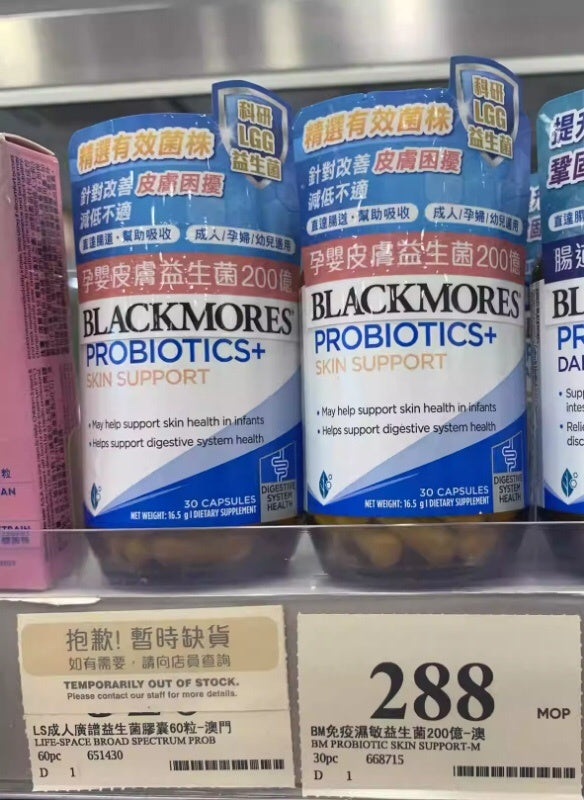 科研
LGG
益生菌
精選有效菌株
針對改善 皮膚困擾
減低不適
直達腸道·幫助吸收
成人/孕婦/幼兒適用
孕嬰皮膚益生菌200億
BLACKMORES
PROBIOTICS+
SKIN SUPPORT
• May help support skin health in infants
• Helps support digestive system health
DIGESTIVE
SYSTEM
HEALTH
30 CAPSULES
NET WEIGHT: 16.5 g | DIETARY SUPPLEMENT
科研
LGG
益生菌
精選有效菌株
針對改善 皮膚困擾
減低不適
直達腸道·幫助吸收
成人/孕婦/幼兒適用
孕嬰皮膚益生菌200億
BLACKMORES
PROBIOTICS+
SKIN SUPPORT
• May help support skin health in infants
• Helps support digestive system health
DIGESTIVE
SYSTEM
HEALTH
30 CAPSULES
NET WEIGHT: 16.5 g | DIETARY SUPPLEMENT
提
鞏
直達
腸
BL
PR
DA
• Sup
• Reli
粒
抱歉! 暫時缺貨
如有需要,請向店員查詢
TEMPORARILY OUT OF STOCK.
Please contact our staff for more details.
LS成人廣譜益生菌膠囊60粒-澳門
LIFE-SPACE BROAD SPECTRUM PROB
60pc 651430
D 1
288
MOP
BM免疫濕敏益生菌200億-澳
BM PROBIOTIC SKIN SUPPORT-M
30pc 668715
D 1